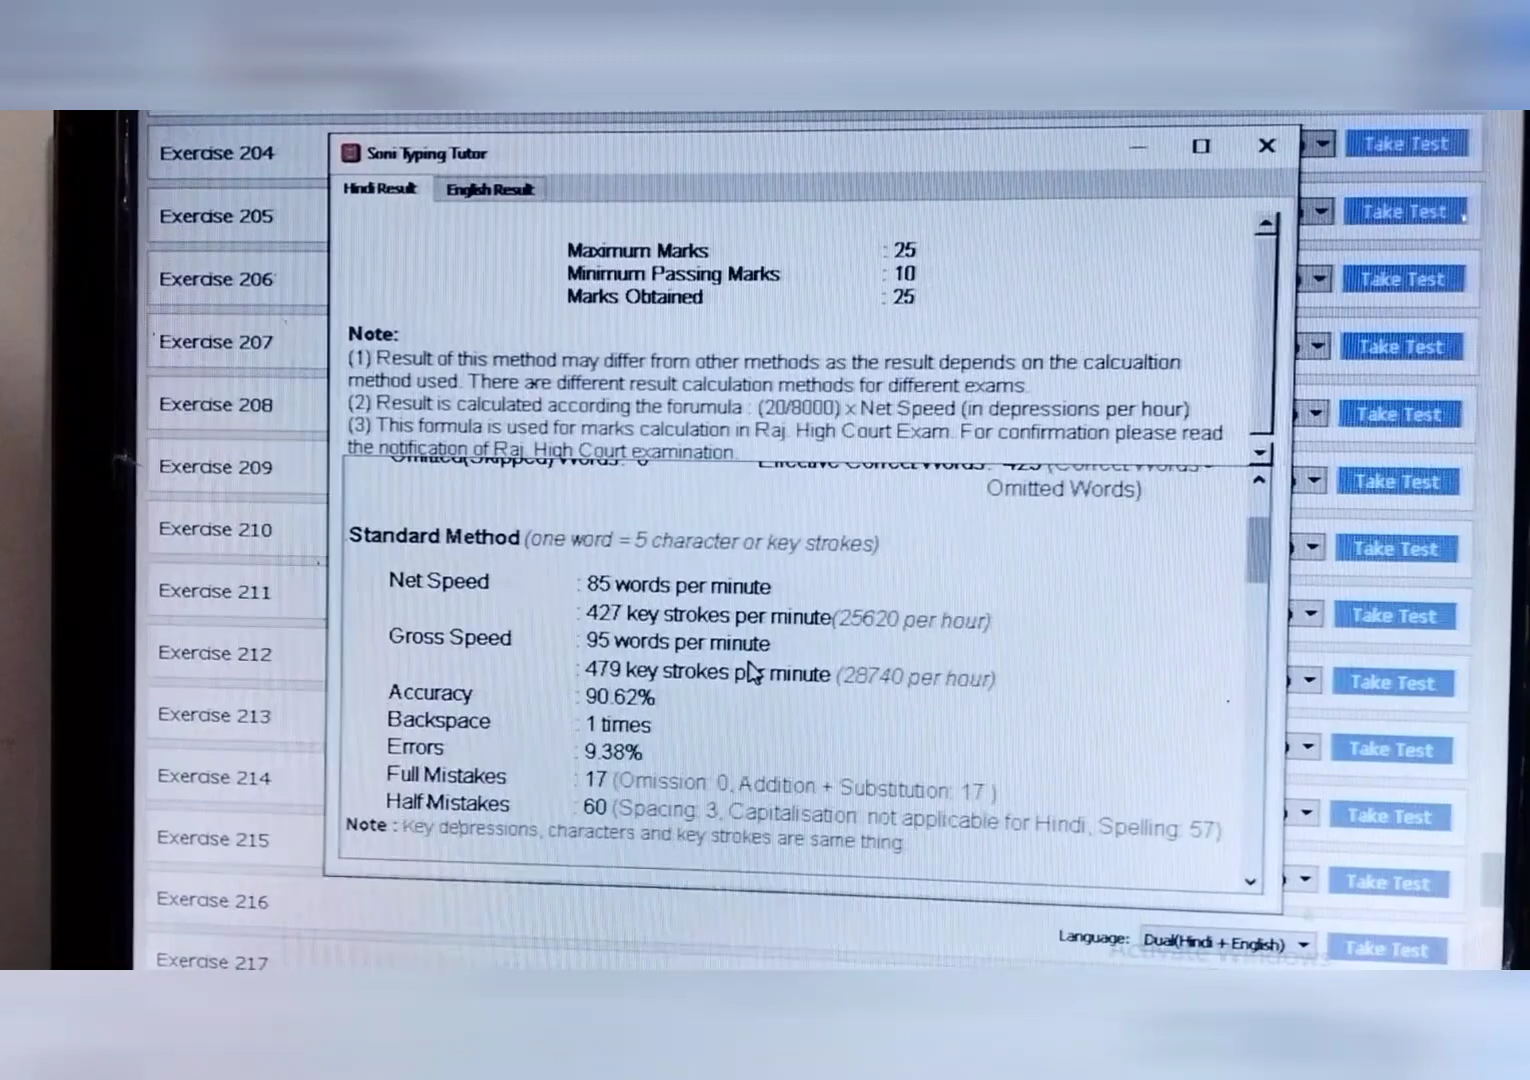 Exercise 204
Exercise 205
Exercise 206
Exercise 207
Exercise 208
Exercise 209
Exercise 210
Exercise 211
Exercise 212
Exercise 213
Exercise 214
Exercise 215
Exercise 216
Exercise 217
Soni Typing Tutor
Hindi Result English Result
Maximum Marks : 25
Minimum Passing Marks : 10
Marks Obtained : 25
Note:
(1) Result of this method may differ from other methods as the result depends on the calcualtion
method used. There are different result calculation methods for different exams.
(2) Result is calculated according the forumula : (20/8000) x Net Speed (in depressions per hour)
(3) This formula is used for marks calculation in Raj. High Court Exam. For confirmation please read
the notification of Raj. High Court examination.
Omitted(Skipped) Words: Effective Correct Words: 425 (Correct Words -
Omitted Words)
Standard Method (one word = 5 character or key strokes)
Net Speed : 85 words per minute
: 427 key strokes per minute(25620 per hour)
Gross Speed : 95 words per minute
: 479 key strokes minute (28740 per hour)
Accuracy : 90.62%
Backspace : 1 times
Errors : 9.38%
Full Mistakes : 17 (Omission: 0, Addition + Substitution: 17 )
Half Mistakes : 60 (Spacing: 3, Capitalisation: not applicable for Hindi, Spelling: 57)
Note : Key depressions, characters and key strokes are same thing
Take Test
Take Test
Take Test
Take Test
Take Test
Take Test
Take Test
Take Test
Take Test
Take Test
Take Test
Take Test
Language: Dual(Hindi + English) Take Test
Activate Windows